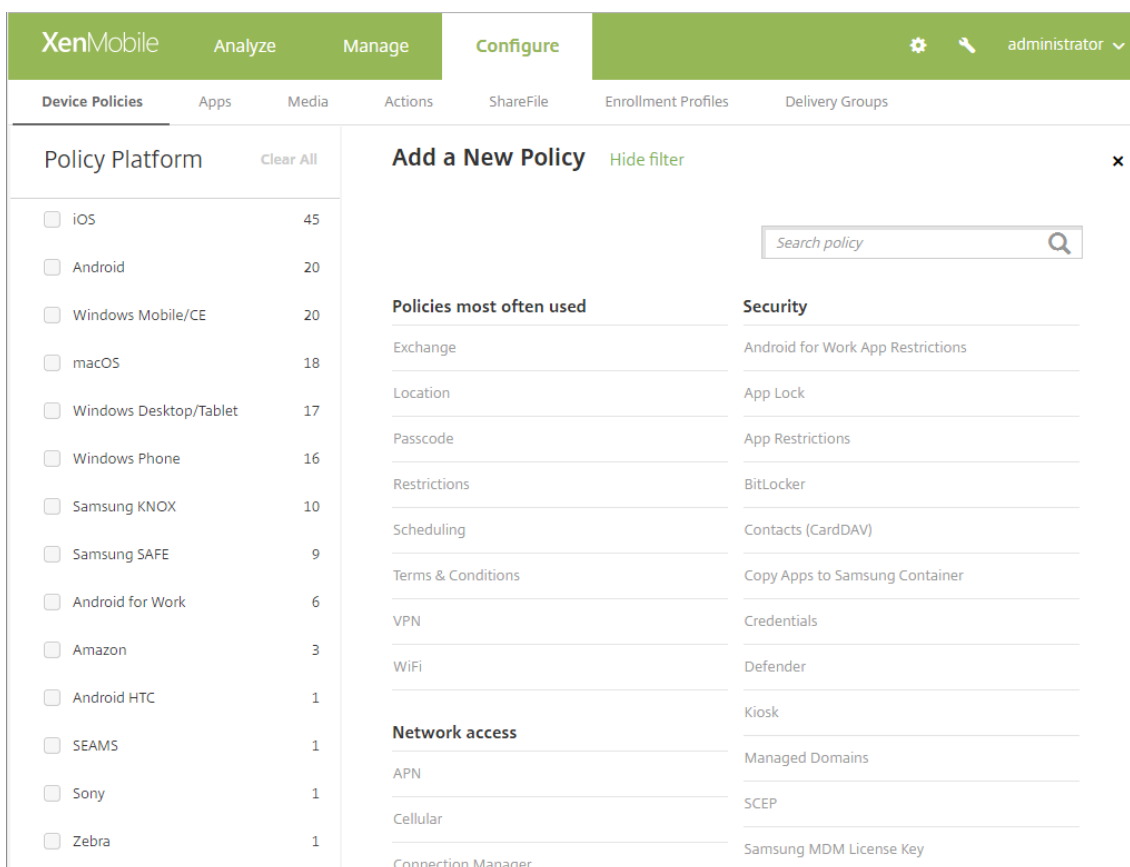 XenMobile Analyze Manage Configure administrator
Device Policies Apps Media Actions ShareFile Enrollment Profiles Delivery Groups
Policy Platform Clear All
iOS 45
Android 20
Windows Mobile/CE 20
macOS 18
Windows Desktop/Tablet 17
Windows Phone 16
Samsung KNOX 10
Samsung SAFE 9
Android for Work 6
Amazon 3
Android HTC 1
SEAMS 1
Sony 1
Zebra 1
Add a New Policy Hide filter
Search policy
Policies most often used
Exchange
Location
Passcode
Restrictions
Scheduling
Terms & Conditions
VPN
WiFi
Network access
APN
Cellular
Connection Manager
Security
Android for Work App Restrictions
App Lock
App Restrictions
BitLocker
Contacts (CardDAV)
Copy Apps to Samsung Container
Credentials
Defender
Kiosk
Managed Domains
SCEP
Samsung MDM License Key